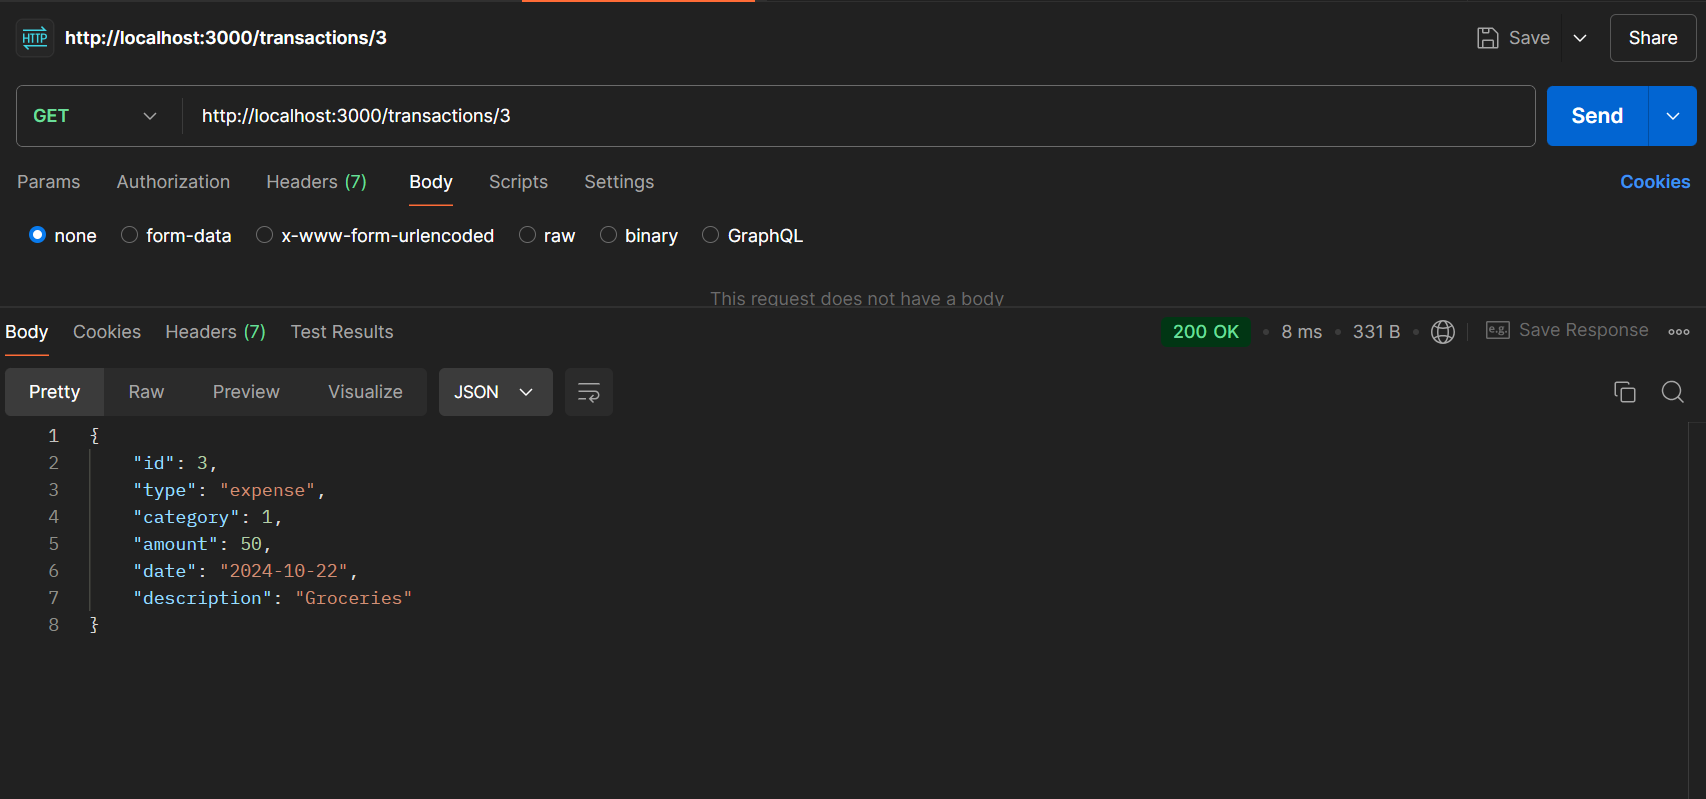 HTTP http://localhost:3000/transactions/3 Save Share
GET http://localhost:3000/transactions/3 Send
Params Authorization Headers (7) Body Scripts Settings Cookies
none form-data x-www-form-urlencoded raw binary GraphQL
This request does not have a body
Body Cookies Headers (7) Test Results 200 OK • 8 ms • 331 B • e.g. Save Response
Pretty Raw Preview Visualize JSON
1 {
2 "id": 3,
3 "type": "expense",
4 "category": 1,
5 "amount": 50,
6 "date": "2024-10-22",
7 "description": "Groceries"
8 }